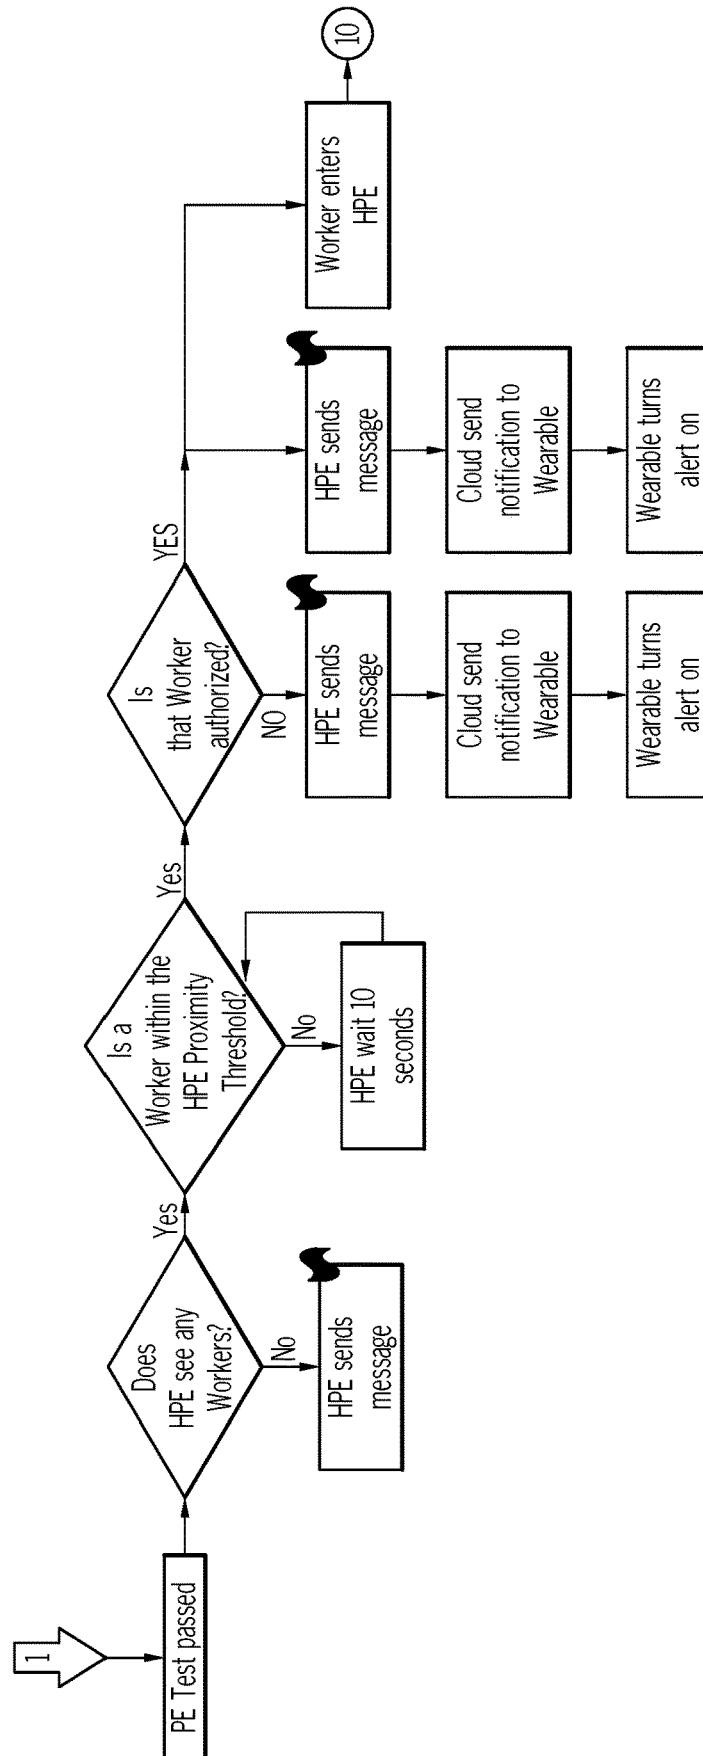 1
PE Test passed
Does
HPE see any
Workers?
Yes
No
HPE sends
message
Is a
Worker within the
HPE Proximity
Threshold?
Yes
No
HPE wait 10
seconds
Is
that Worker
authorized?
YES
NO
HPE sends
message
Cloud send
notification to
Wearable
Wearable turns
alert on
HPE sends
message
Cloud send
notification to
Wearable
Wearable turns
alert on
Worker enters
HPE
10